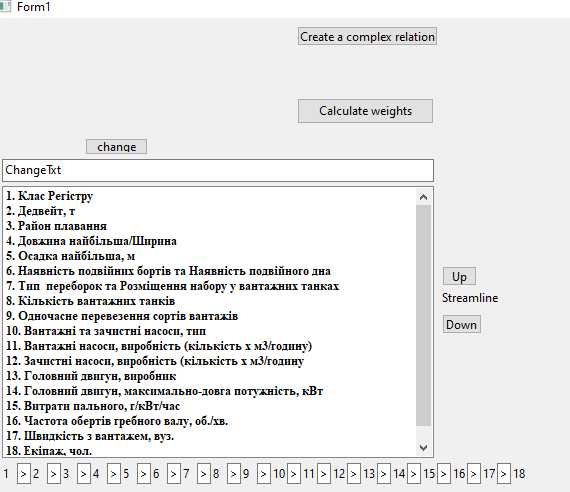 Form1
Create a complex relation
Calculate weights
change
ChangeTxt
1. Клас Регістру
2. Дедвейт, т
3. Район плавання
4. Довжина найбільша/Ширина
5. Осадка найбільша, м
6. Наявність подвійних бортів та Наявність подвійного дна
7. Тип переборок та Розміщення набору у вантажних танках
8. Кількість вантажних танків
9. Одночасне перевезення сортів вантажів
10. Вантажні та зачистні насоси, тип
11. Вантажні насоси, виробність (кількість х м3/годину)
12. Зачистні насоси, виробність (кількість х м3/годину
13. Головний двигун, виробник
14. Головний двигун, максимально-довга потужність, кВт
15. Витрати пального, г/кВт/час
16. Частота обертів гребного валу, об./хв.
17. Швидкість з вантажем, вуз.
18. Екіпаж, чол.
Up
Streamline
Down
1 > 2 > 3 > 4 > 5 > 6 > 7 > 8 > 9 > 10 > 11 > 12 > 13 > 14 > 15 > 16 > 17 > 18